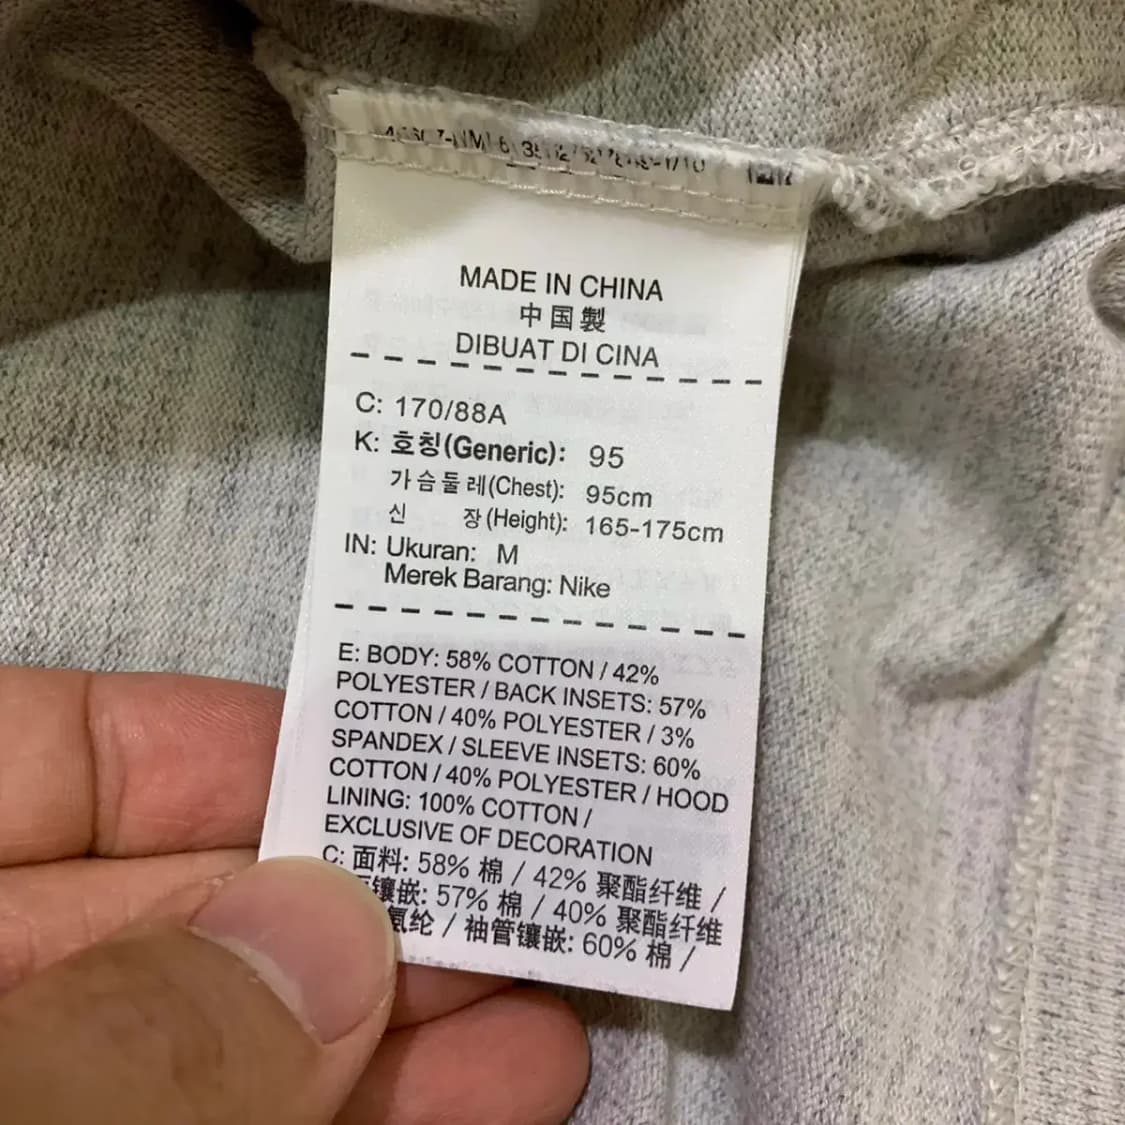 MADE IN CHINA
中国製
DIBUAT DI CINA
C: 170/88A
K: 호칭(Generic): 95
가슴둘레(Chest): 95cm
신 장(Height): 165-175cm
IN: Ukuran: M
Merek Barang: Nike
E: BODY: 58% COTTON / 42%
POLYESTER / BACK INSETS: 57%
COTTON / 40% POLYESTER / 3%
SPANDEX / SLEEVE INSETS: 60%
COTTON / 40% POLYESTER / HOOD
LINING: 100% COTTON /
EXCLUSIVE OF DECORATION
C: 面料: 58% 棉 / 42% 聚酯纤维 /
镶嵌: 57% 棉 / 40% 聚酯纤维
氨纶 / 袖管镶嵌: 60% 棉 /